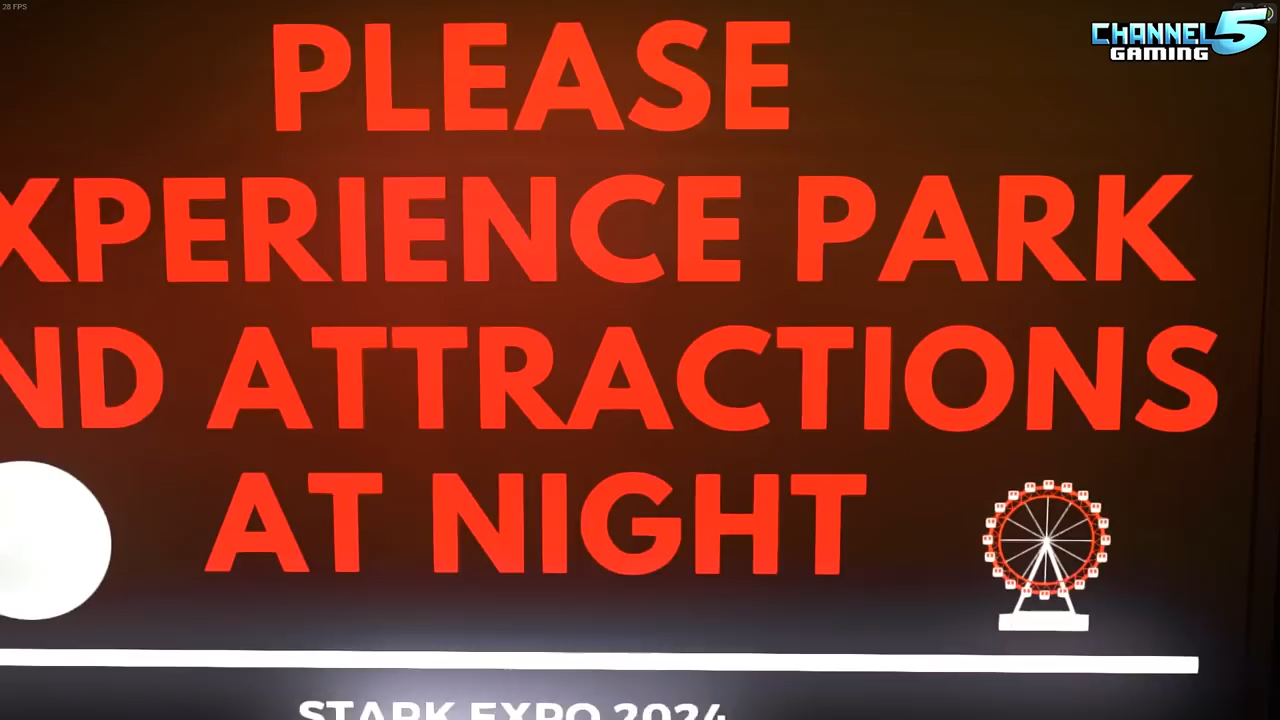 28 FPS
CHANNEL 5
GAMING
PLEASE
XPERIENCE PARK
ND ATTRACTIONS
AT NIGHT
STARK EXPO 2024